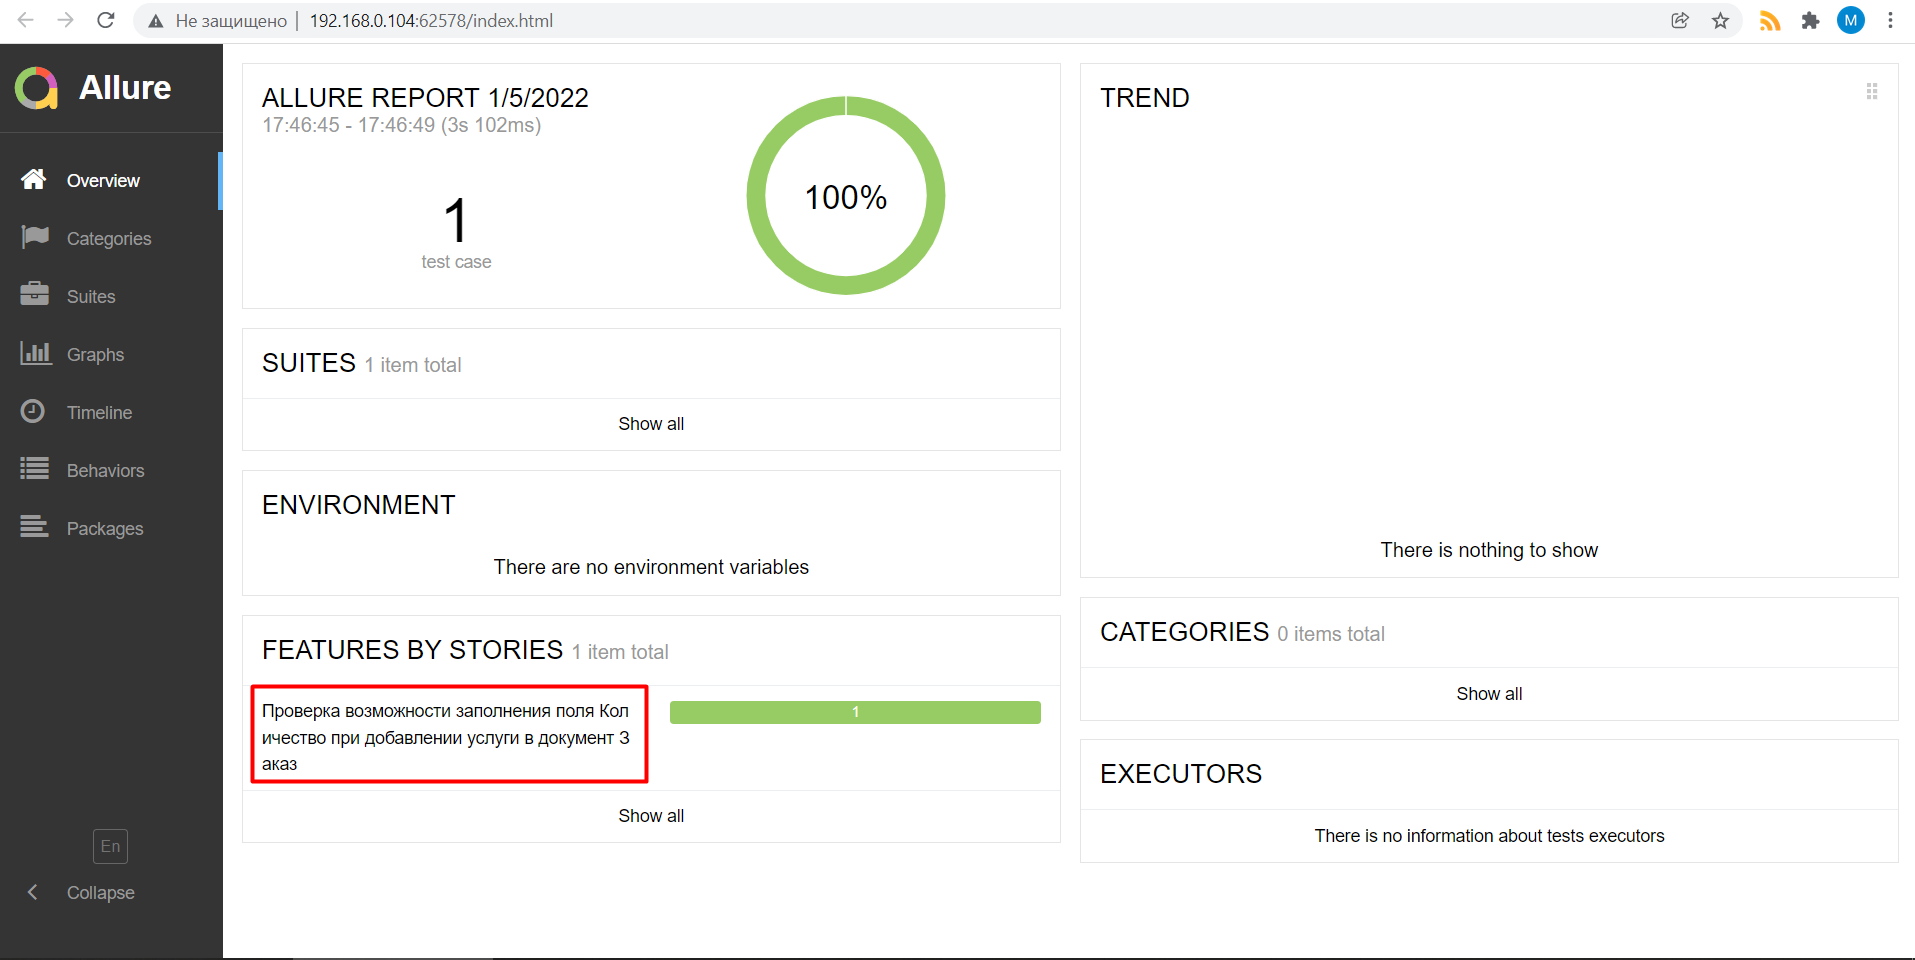 Не защищено | 192.168.0.104:62578/index.html
M
Allure
Overview
Categories
Suites
Graphs
Timeline
Behaviors
Packages
En
Collapse
ALLURE REPORT 1/5/2022
17:46:45 - 17:46:49 (3s 102ms)
1
test case
100%
SUITES 1 item total
Show all
ENVIRONMENT
There are no environment variables
FEATURES BY STORIES 1 item total
Проверка возможности заполнения поля Кол
ичество при добавлении услуги в документ З
аказ
1
Show all
TREND
There is nothing to show
CATEGORIES 0 items total
Show all
EXECUTORS
There is no information about tests executors